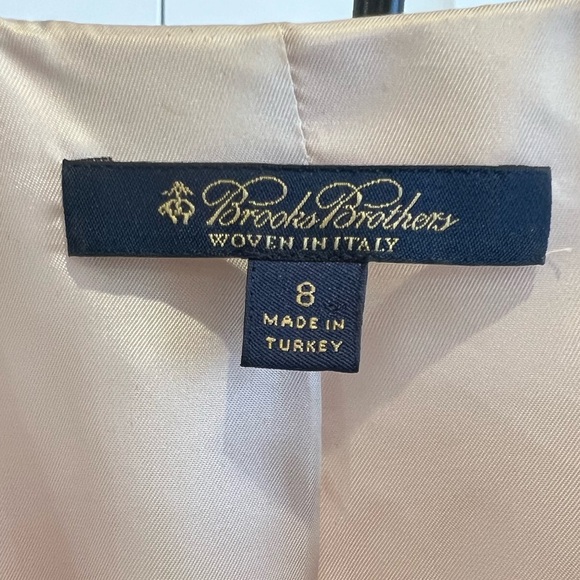 Brooks Brothers
WOVEN IN ITALY
8
MADE IN
TURKEY